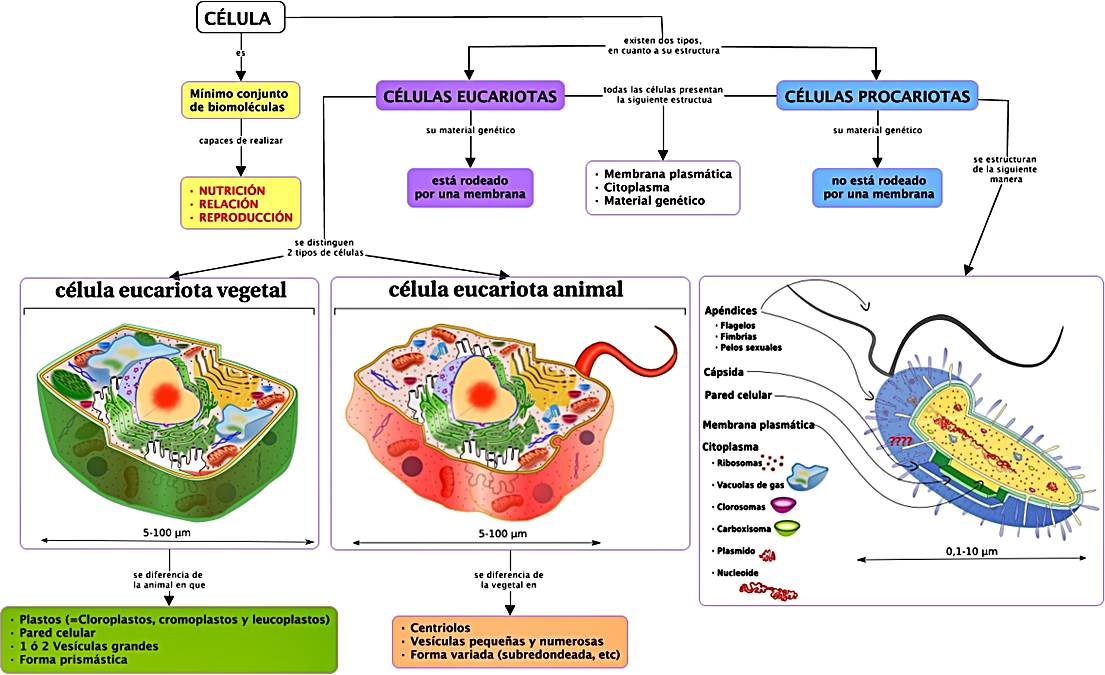 CÉLULA
es
Mínimo conjunto
de biomoléculas
capaces de realizar
· NUTRICIÓN
· RELACIÓN
· REPRODUCCIÓN
existen dos tipos,
en cuanto a su estructura
CÉLULAS EUCARIOTAS
todas las células presentan
la siguiente estructua
CÉLULAS PROCARIOTAS
su material genético
está rodeado
por una membrana
· Membrana plasmática
· Citoplasma
· Material genético
su material genético
no está rodeado
por una membrana
se estructuran
de la siguiente
manera
se distinguen
2 tipos de células
célula eucariota vegetal
5-100 µm
célula eucariota animal
5-100 µm
Apéndices
· Flagelos
· Fimbrias
· Pelos sexuales
Cápsida
Pared celular
Membrana plasmática
Citoplasma
· Ribosomas
· Vacuolas de gas
· Clorosomas
· Carboxisoma
· Plasmido
· Nucleoide
????
0,1-10 µm
se diferencia de
la animal en que
· Plastos (=Cloroplastos, cromoplastos y leucoplastos)
· Pared celular
· 1 ó 2 Vesículas grandes
· Forma prismástica
se diferencia de
la vegetal en
· Centriolos
· Vesículas pequeñas y numerosas
· Forma variada (subredondeada, etc)